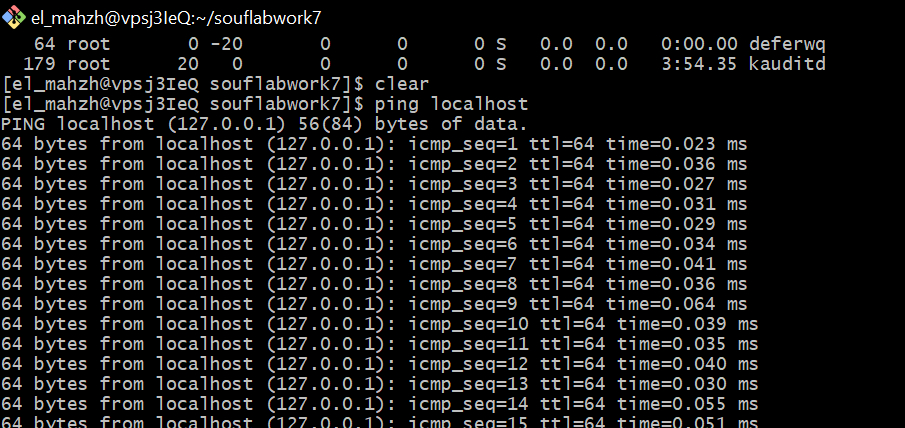 el_mahzh@vpsj3IeQ:~/souflabwork7
64 root 0 -20 0 0 0 S 0.0 0.0 0:00.00 deferwq
179 root 20 0 0 0 0 S 0.0 0.0 3:54.35 kauditd
[el_mahzh@vpsj3IeQ souflabwork7]$ clear
[el_mahzh@vpsj3IeQ souflabwork7]$ ping localhost
PING localhost (127.0.0.1) 56(84) bytes of data.
64 bytes from localhost (127.0.0.1): icmp_seq=1 ttl=64 time=0.023 ms
64 bytes from localhost (127.0.0.1): icmp_seq=2 ttl=64 time=0.036 ms
64 bytes from localhost (127.0.0.1): icmp_seq=3 ttl=64 time=0.027 ms
64 bytes from localhost (127.0.0.1): icmp_seq=4 ttl=64 time=0.031 ms
64 bytes from localhost (127.0.0.1): icmp_seq=5 ttl=64 time=0.029 ms
64 bytes from localhost (127.0.0.1): icmp_seq=6 ttl=64 time=0.034 ms
64 bytes from localhost (127.0.0.1): icmp_seq=7 ttl=64 time=0.041 ms
64 bytes from localhost (127.0.0.1): icmp_seq=8 ttl=64 time=0.036 ms
64 bytes from localhost (127.0.0.1): icmp_seq=9 ttl=64 time=0.064 ms
64 bytes from localhost (127.0.0.1): icmp_seq=10 ttl=64 time=0.039 ms
64 bytes from localhost (127.0.0.1): icmp_seq=11 ttl=64 time=0.035 ms
64 bytes from localhost (127.0.0.1): icmp_seq=12 ttl=64 time=0.040 ms
64 bytes from localhost (127.0.0.1): icmp_seq=13 ttl=64 time=0.030 ms
64 bytes from localhost (127.0.0.1): icmp_seq=14 ttl=64 time=0.055 ms
64 bytes from localhost (127.0.0.1): icmp_seq=15 ttl=64 time=0.051 ms